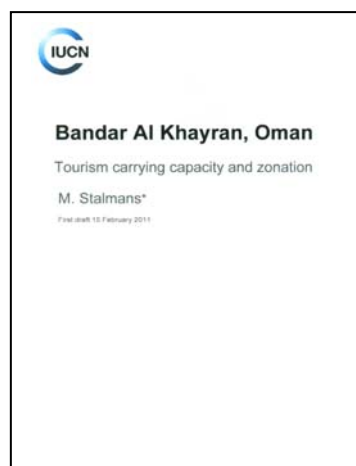 IUCN
Bandar Al Khayran, Oman
Tourism carrying capacity and zonation
M. Stalmans*
First draft 10 February 2011